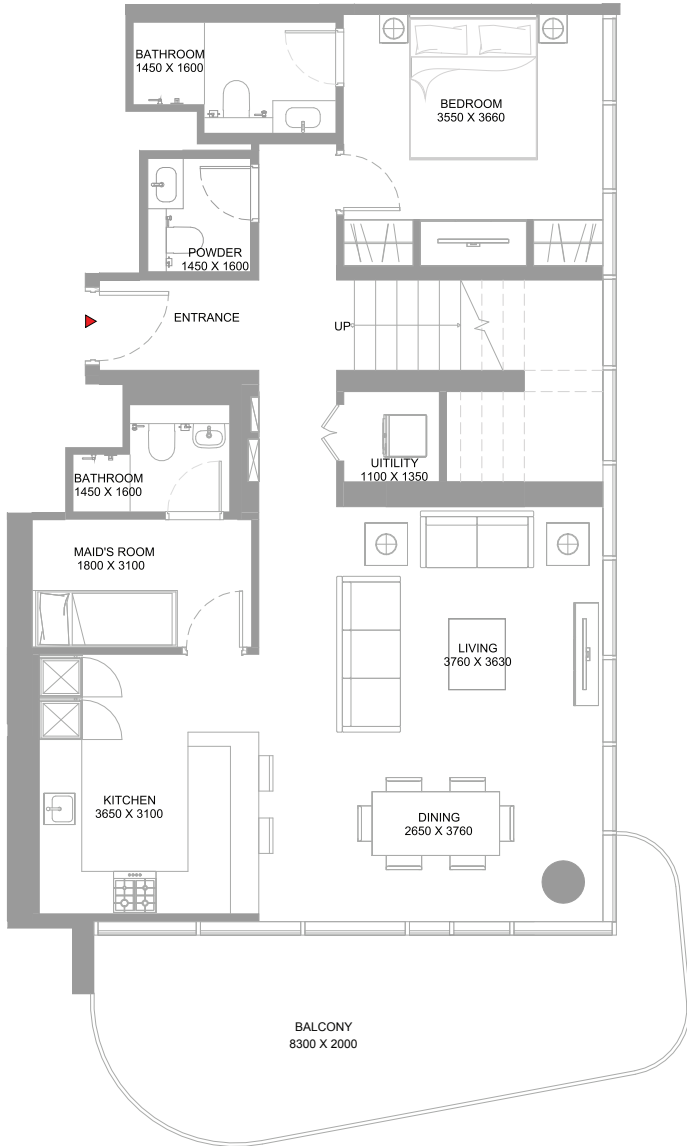 BATHROOM
1450 X 1600
BEDROOM
3550 X 3660
POWDER
1450 X 1600
ENTRANCE
UP
UITILITY
1100 X 1350
BATHROOM
1450 X 1600
MAID'S ROOM
1800 X 3100
LIVING
3760 X 3630
KITCHEN
3650 X 3100
DINING
2650 X 3760
BALCONY
8300 X 2000